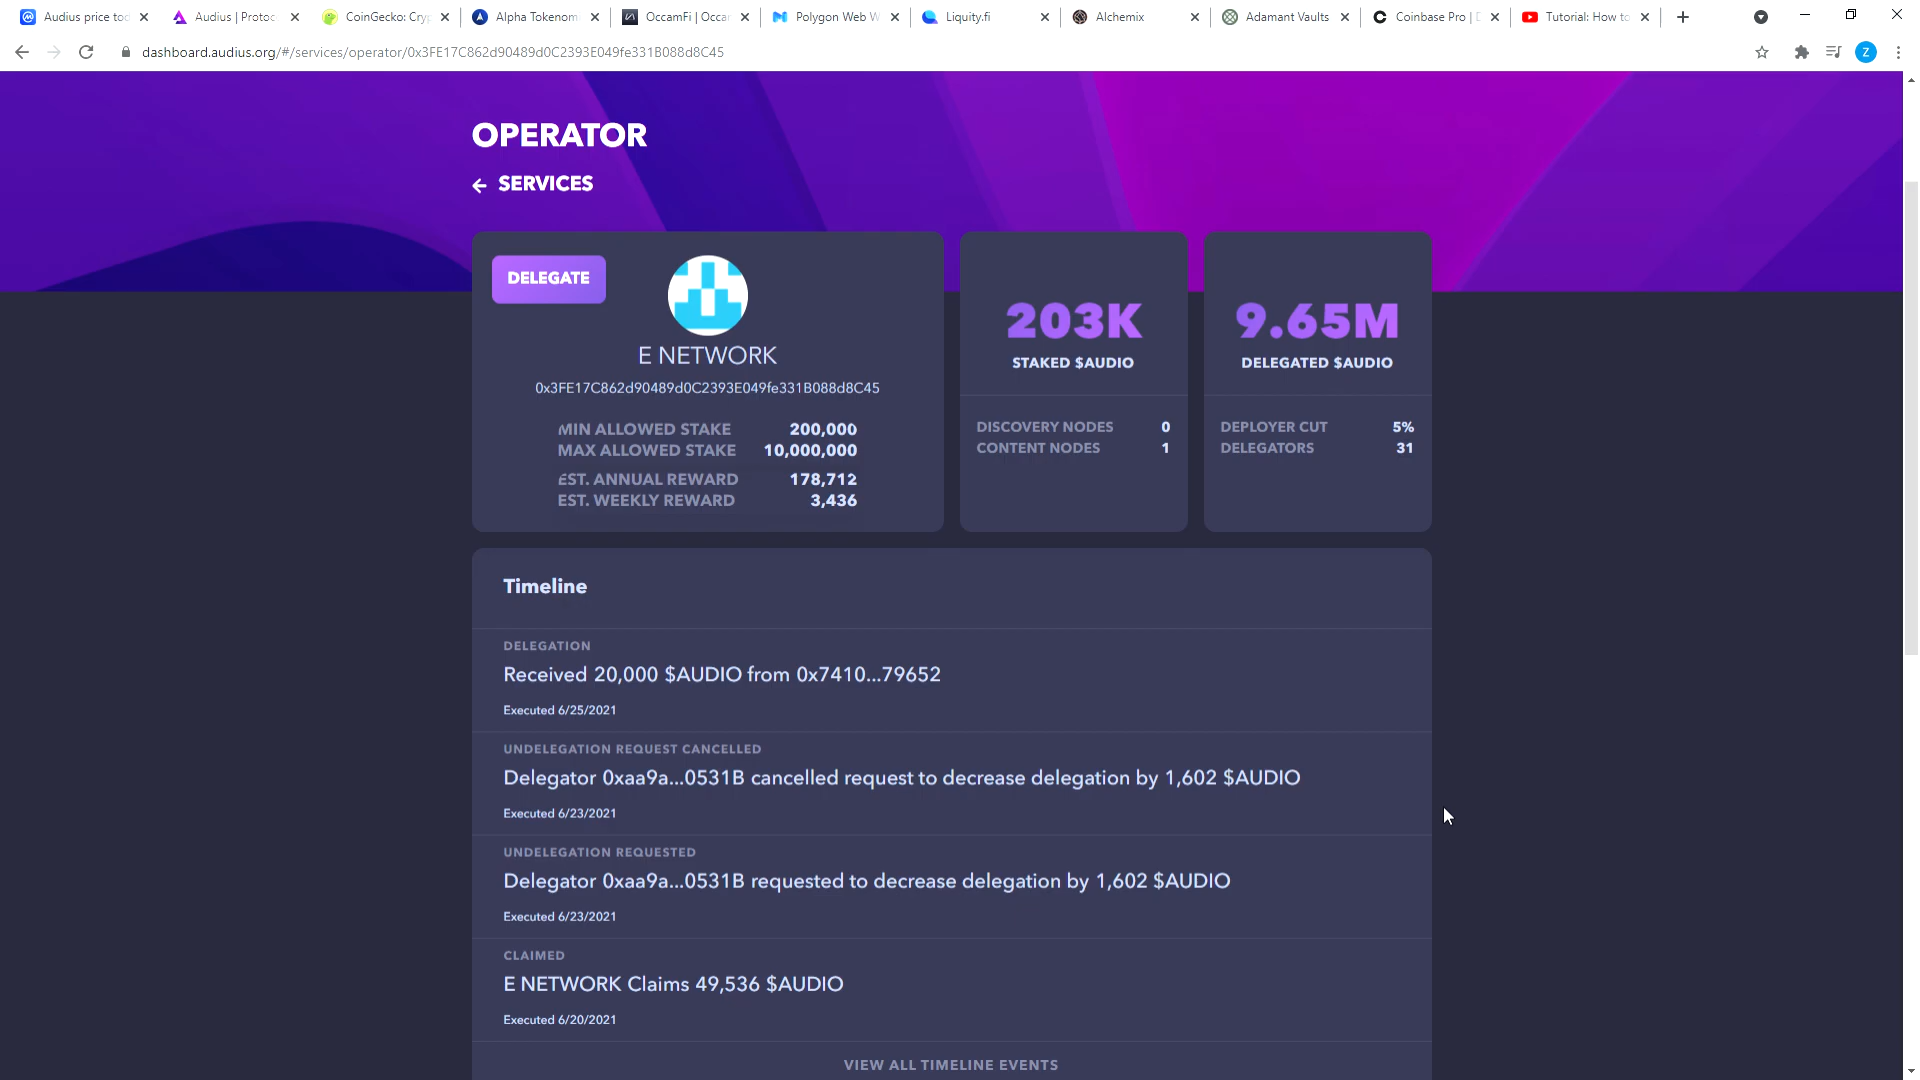 Audius price tod
Audius | Protoc
CoinGecko: Cryp
Alpha Tokenomi
OccamFi | Occar
Polygon Web W
Liquity.fi
Alchemix
Adamant Vaults
Coinbase Pro | D
Tutorial: How to
dashboard.audius.org/#/services/operator/0x3FE17C862d90489d0C2393E049fe331B088d8C45
Z
OPERATOR
SERVICES
DELEGATE
E NETWORK
0x3FE17C862d90489d0C2393E049fe331B088d8C45
MIN ALLOWED STAKE 200,000
MAX ALLOWED STAKE 10,000,000
EST. ANNUAL REWARD 178,712
EST. WEEKLY REWARD 3,436
203K
STAKED $AUDIO
DISCOVERY NODES 0
CONTENT NODES 1
9.65M
DELEGATED $AUDIO
DEPLOYER CUT 5%
DELEGATORS 31
Timeline
DELEGATION
Received 20,000 $AUDIO from 0x7410...79652
Executed 6/25/2021
UNDELEGATION REQUEST CANCELLED
Delegator 0xaa9a...0531B cancelled request to decrease delegation by 1,602 $AUDIO
Executed 6/23/2021
UNDELEGATION REQUESTED
Delegator 0xaa9a...0531B requested to decrease delegation by 1,602 $AUDIO
Executed 6/23/2021
CLAIMED
E NETWORK Claims 49,536 $AUDIO
Executed 6/20/2021
VIEW ALL TIMELINE EVENTS